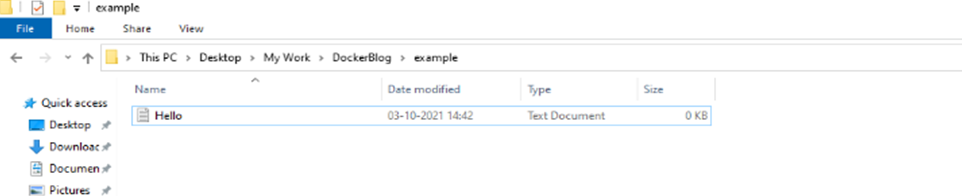 example
File Home Share View
This PC Desktop My Work DockerBlog example
Name Date modified Type Size
Quick access
Hello 03-10-2021 14:42 Text Document 0 KB
Desktop
Downloac
Documen
Pictures